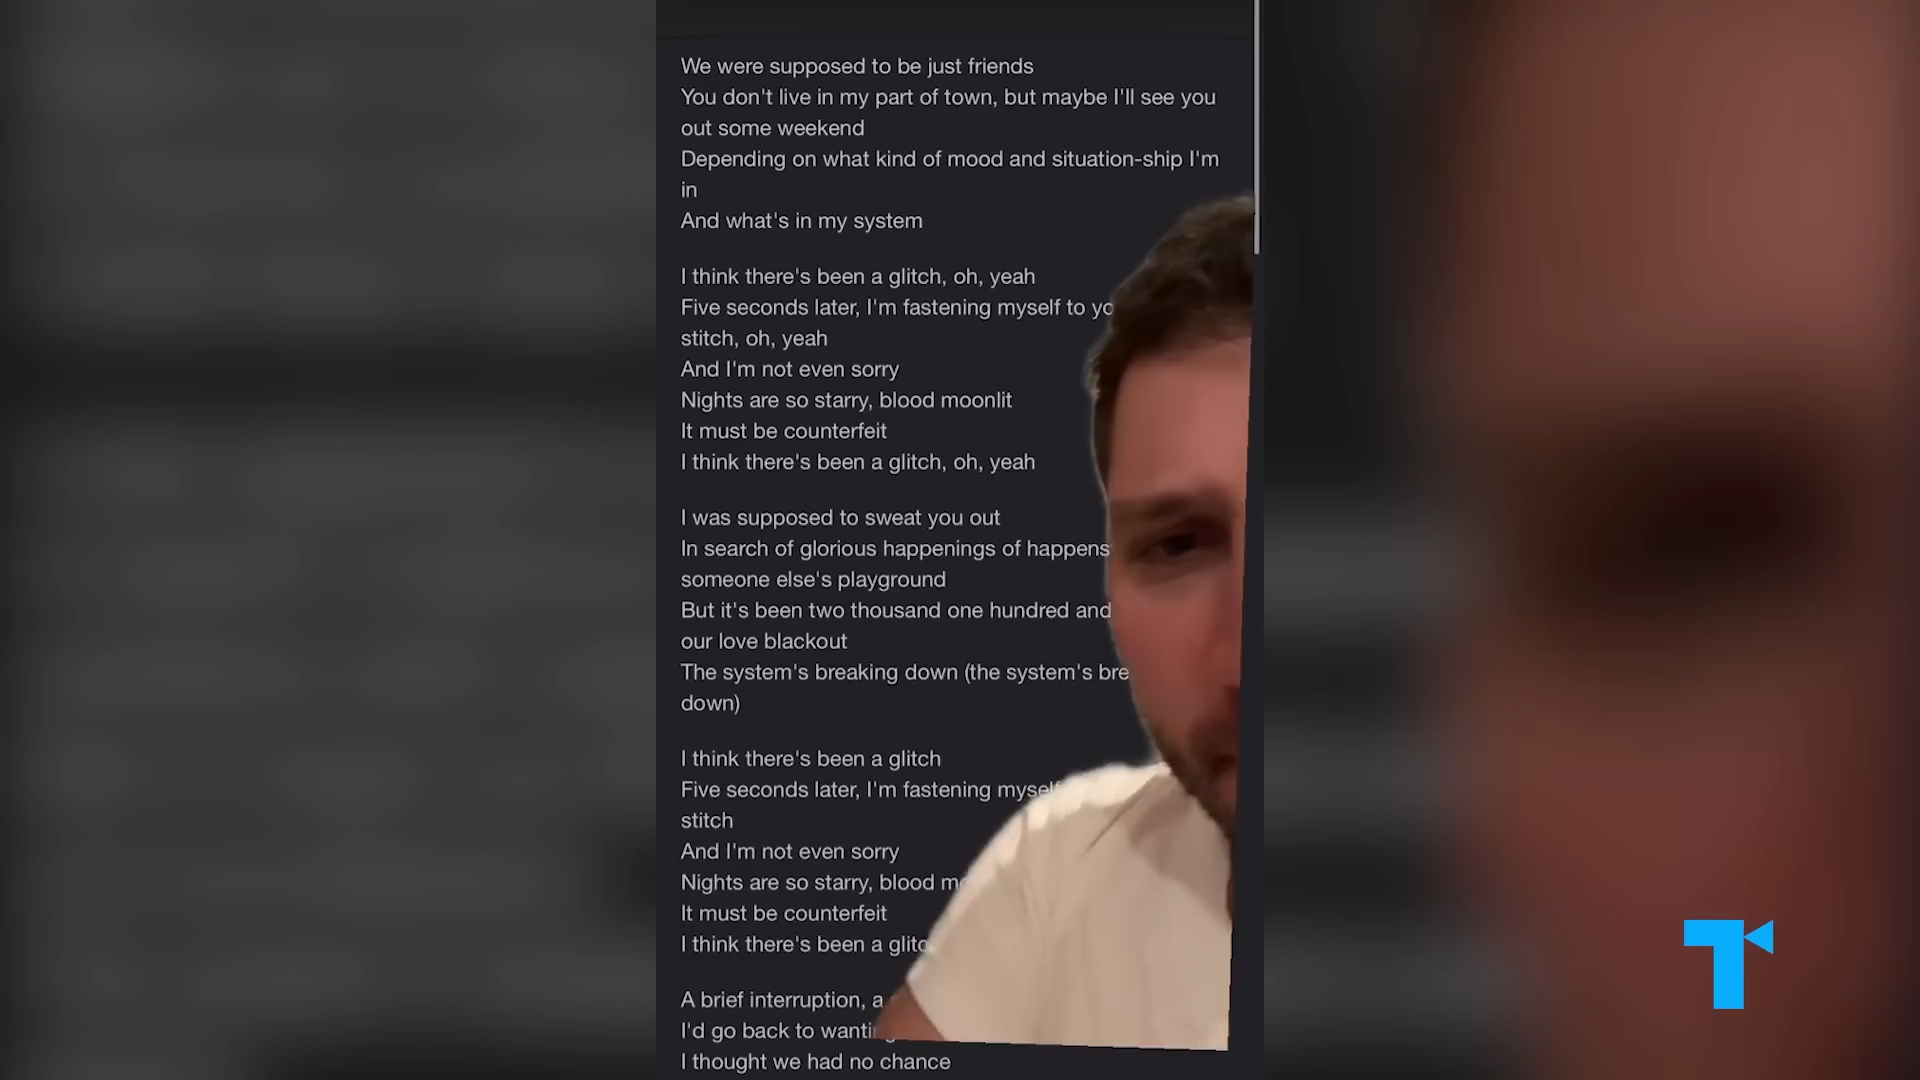 We were supposed to be just friends
You don't live in my part of town, but maybe I'll see you
out some weekend
Depending on what kind of mood and situation-ship I'm
in
And what's in my system
I think there's been a glitch, oh, yeah
Five seconds later, I'm fastening myself to
stitch, oh, yeah
And I'm not even sorry
Nights are so starry, blood moonlit
It must be counterfeit
I think there's been a glitch, oh, yeah
I was supposed to sweat you out
In search of glorious happenings of
someone else's playground
But it's been two thousand one hundred and
our love blackout
The system's breaking down (the system's
down)
I think there's been a glitch
Five seconds later, I'm fastening
stitch
And I'm not even sorry
Nights are so starry, blood
It must be counterfeit
I think there's been a
A brief interruption, a
I'd go back to
I thought we had no chance